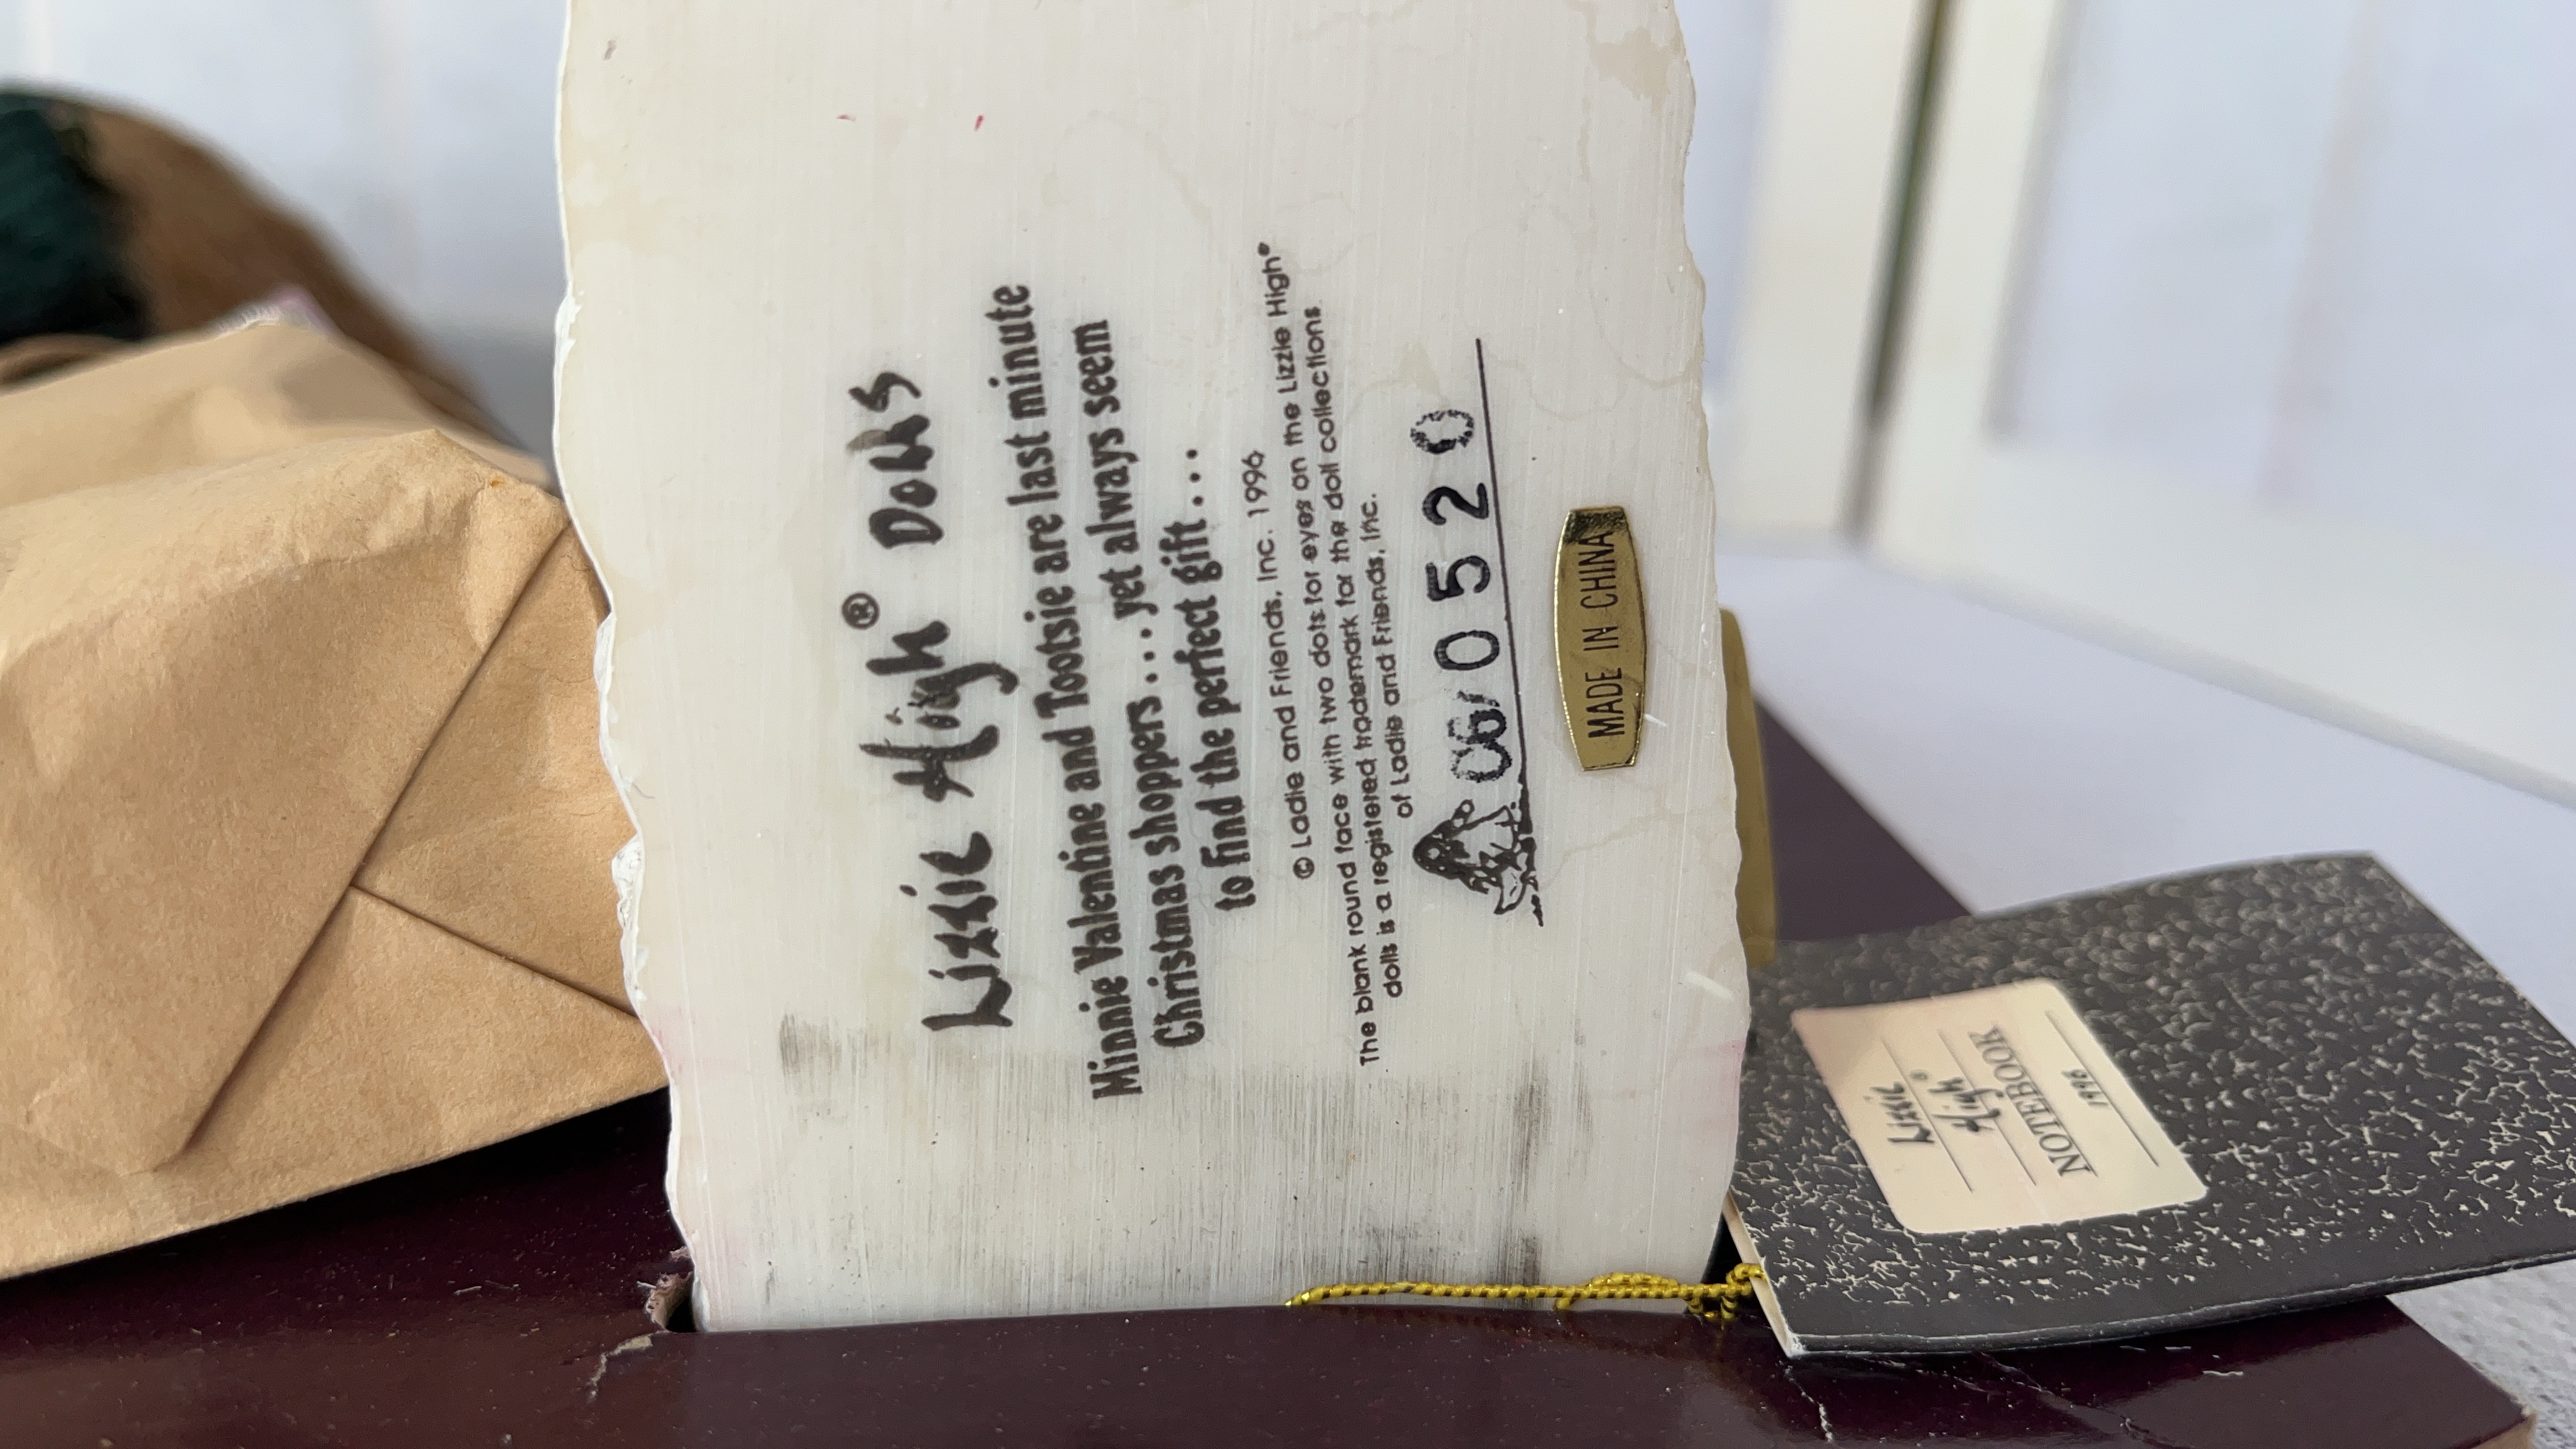 Lizzie High® Dolls
Minnie Valentine and Tootsie are last minute
Christmas shoppers....yet always seem
to find the perfect gift...
© Ladie and Friends, Inc. 1996
The blank round face with two dots for eyes on the Lizzie High®
dolls is a registered trademark for the doll collections
of Ladie and Friends, Inc.
0520
MADE IN CHINA
Lizzie
High®
NOTEBOOK
1996